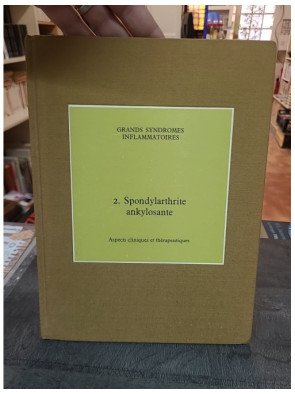 GRANDS SYNDROMES
INFLAMMATOIRES
2. Spondylarthrite
ankylosante
Aspects cliniques et thérapeutiques